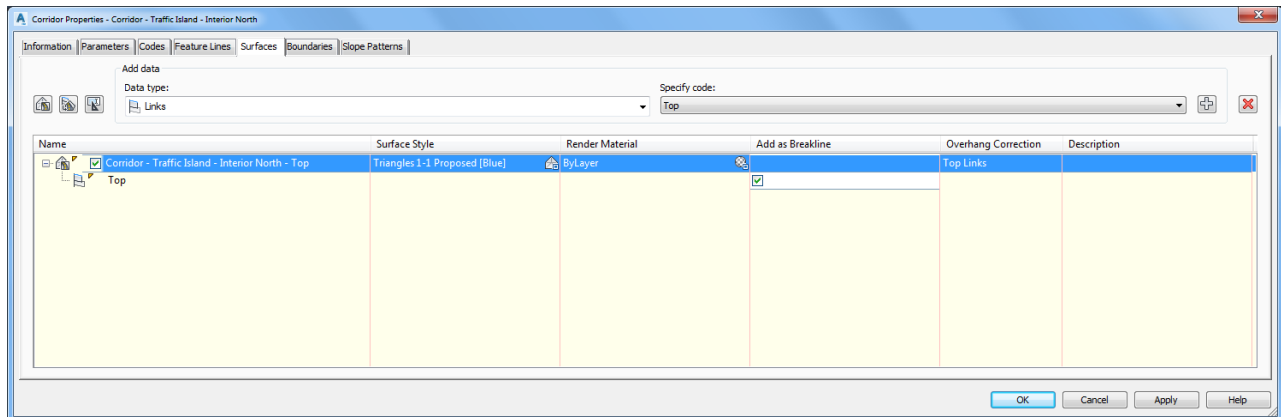 Corridor Properties - Corridor - Traffic Island - Interior North
Information Parameters Codes Feature Lines Surfaces Boundaries Slope Patterns
Add data
Data type: Specify code:
Links Top
Name Surface Style Render Material Add as Breakline Overhang Correction Description
Corridor - Traffic Island - Interior North - Top Triangles 1-1 Proposed [Blue] ByLayer Top Links
Top
OK Cancel Apply Help